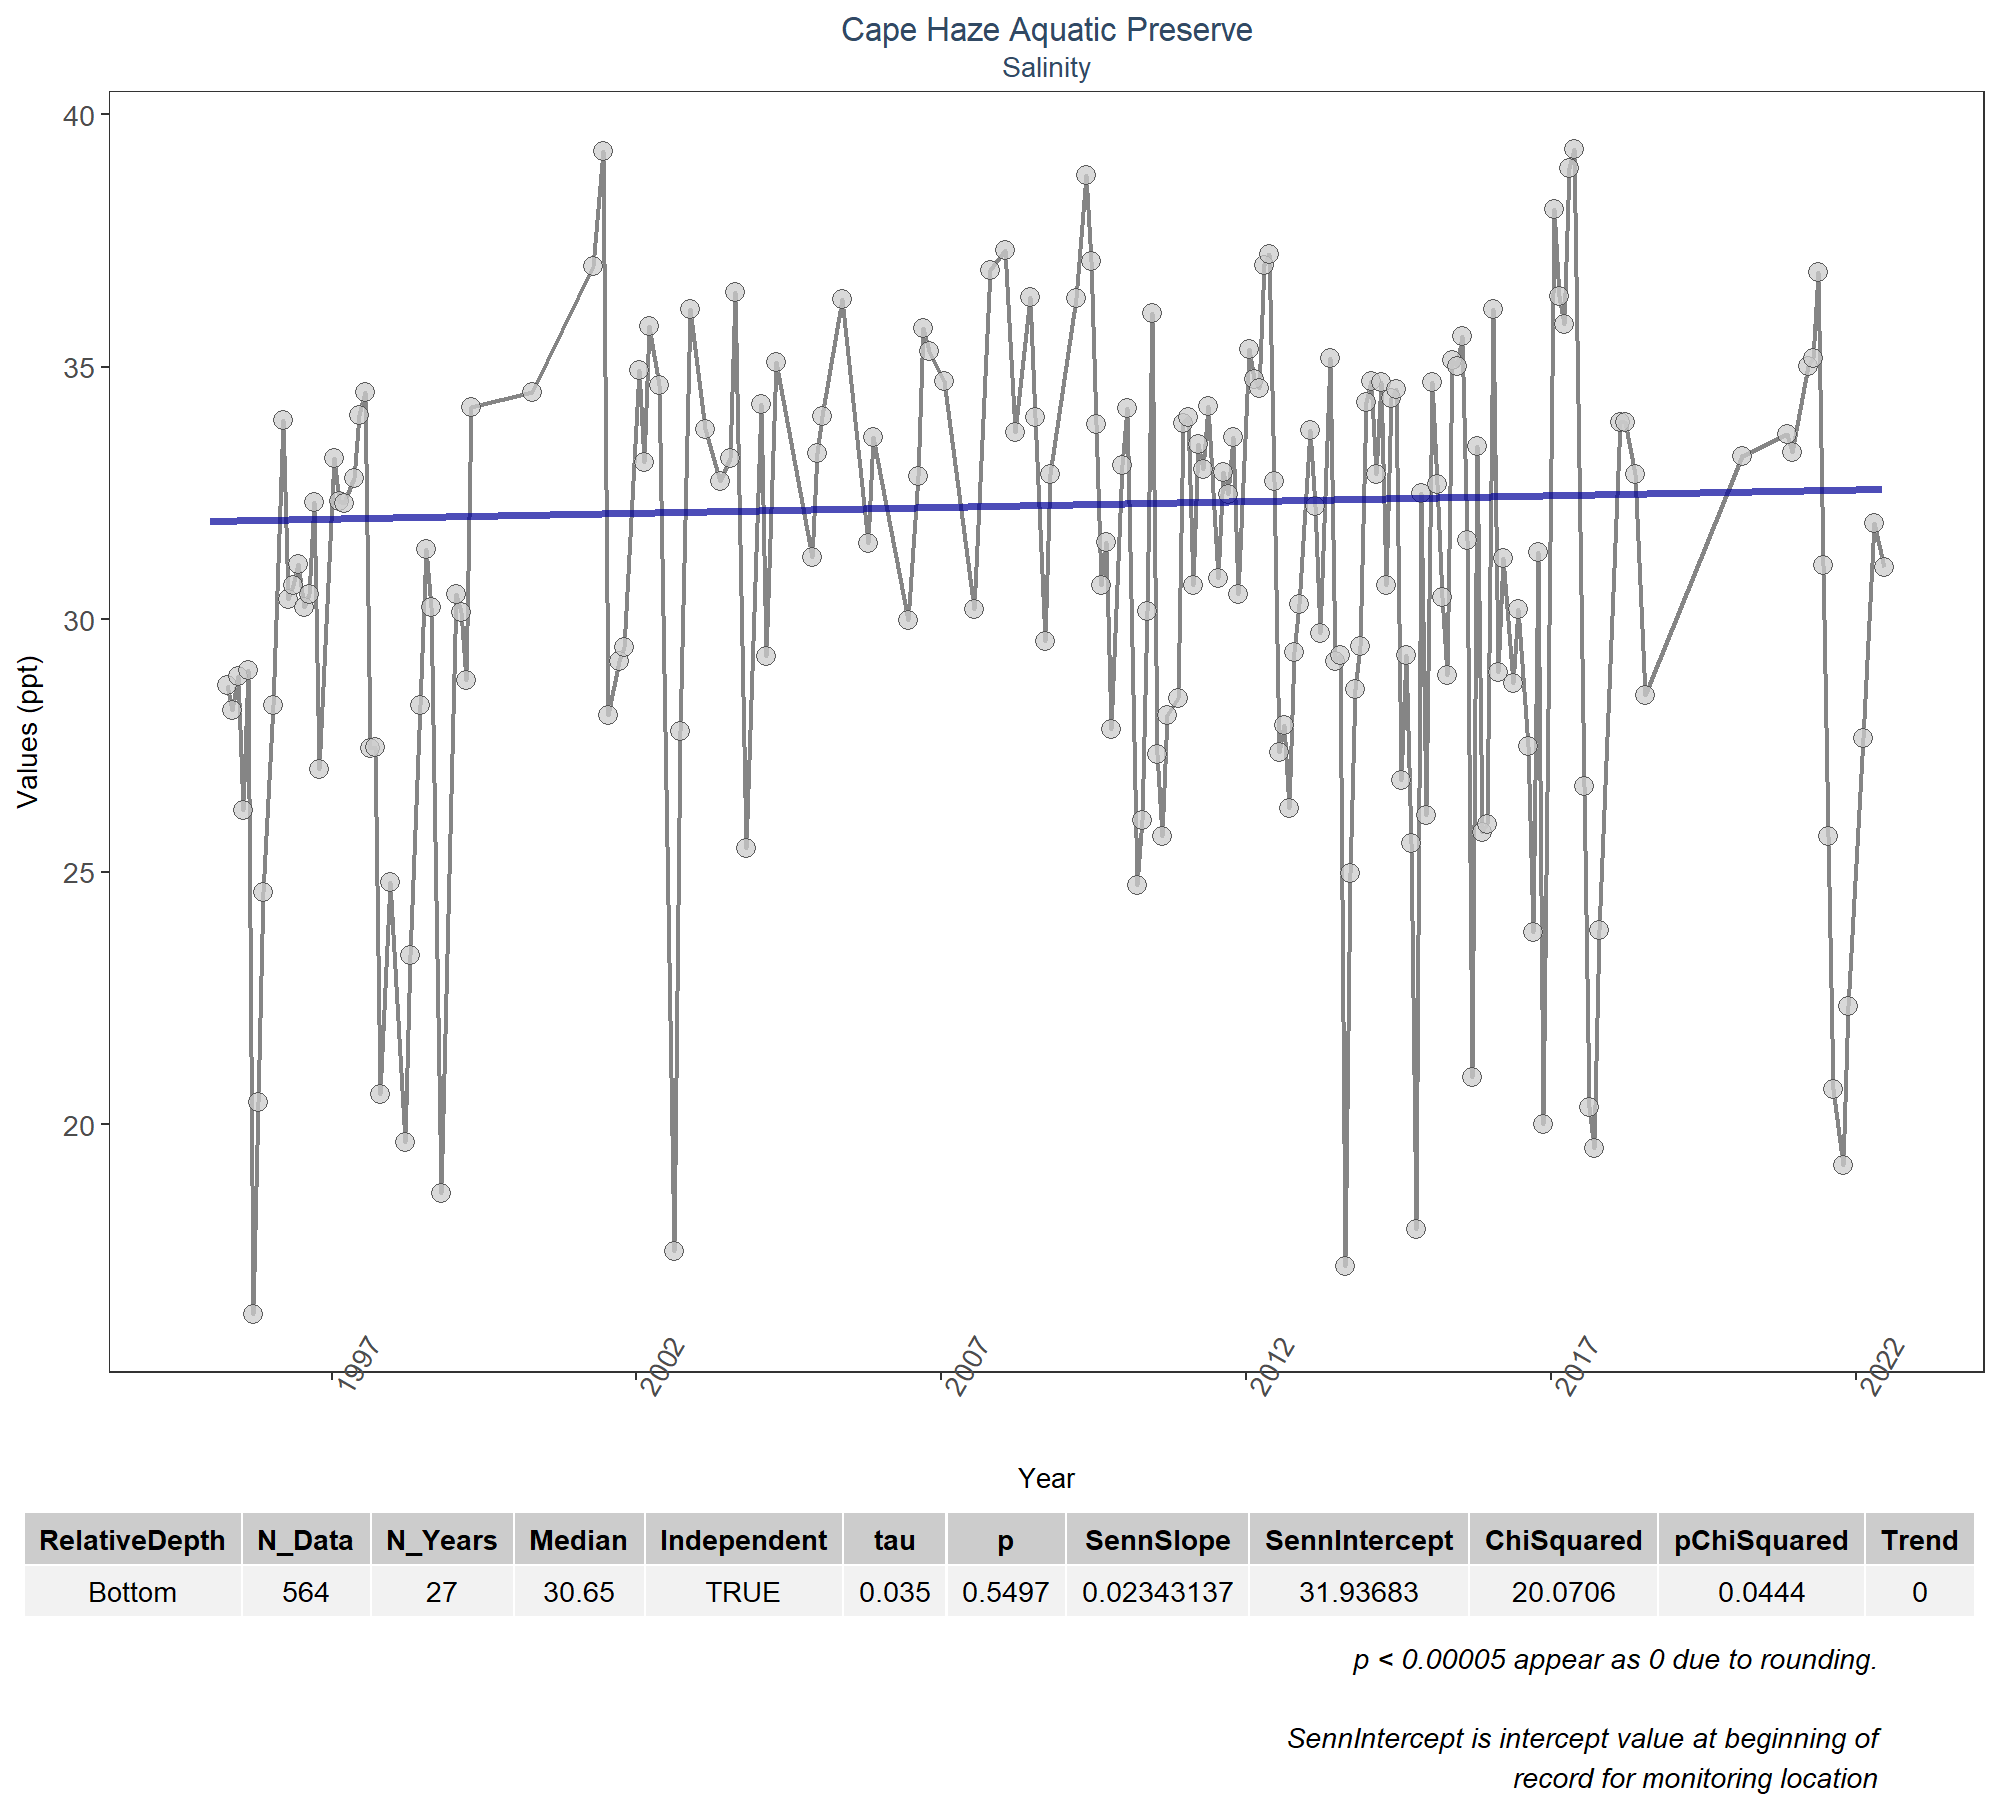 Cape Haze Aquatic Preserve
Salinity
40
35
30
25
20
Values (ppt)
1997
2002
2007
2012
2017
2022
Year
RelativeDepth N_Data N_Years Median Independent tau p SennSlope SennIntercept ChiSquared pChiSquared Trend
Bottom 564 27 30.65 TRUE 0.035 0.5497 0.02343137 31.93683 20.0706 0.0444 0
p < 0.00005 appear as 0 due to rounding.
SennIntercept is intercept value at beginning of
record for monitoring location